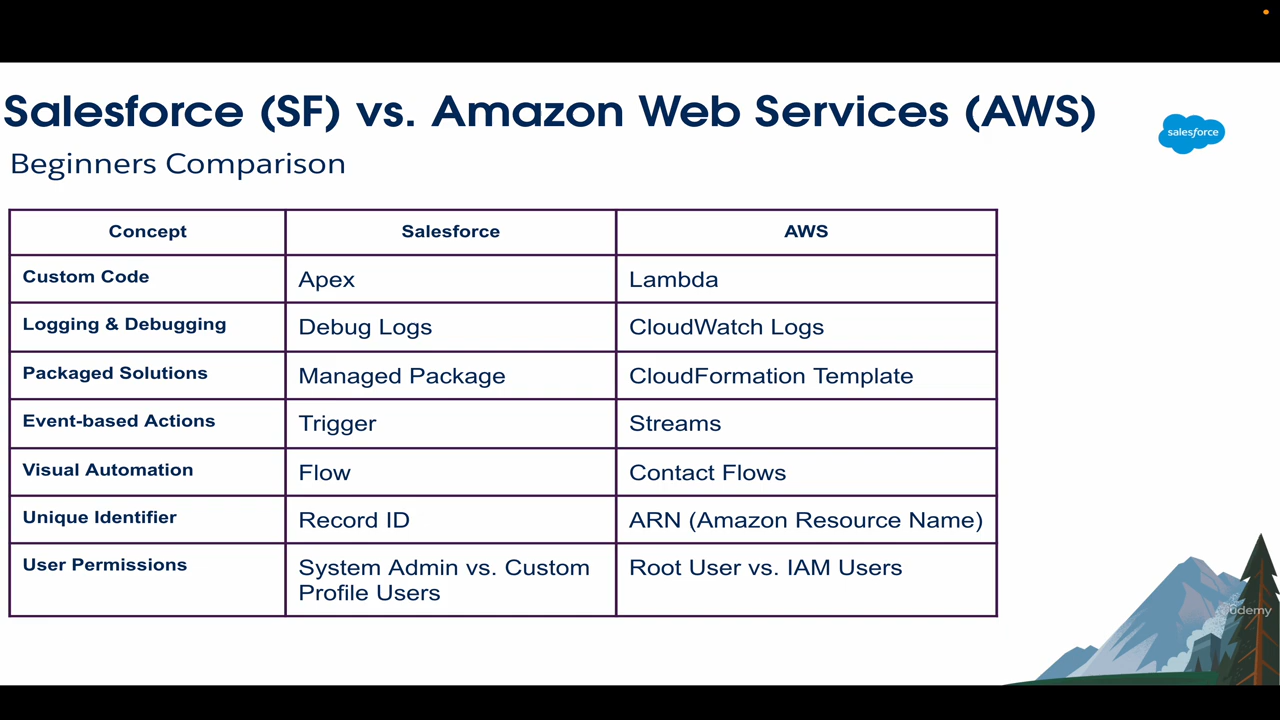 Salesforce (SF) vs. Amazon Web Services (AWS)
salesforce
Beginners Comparison
Concept Salesforce AWS
Custom Code Apex Lambda
Logging & Debugging Debug Logs CloudWatch Logs
Packaged Solutions Managed Package CloudFormation Template
Event-based Actions Trigger Streams
Visual Automation Flow Contact Flows
Unique Identifier Record ID ARN (Amazon Resource Name)
User Permissions System Admin vs. Custom Root User vs. IAM Users
Profile Users
udemy